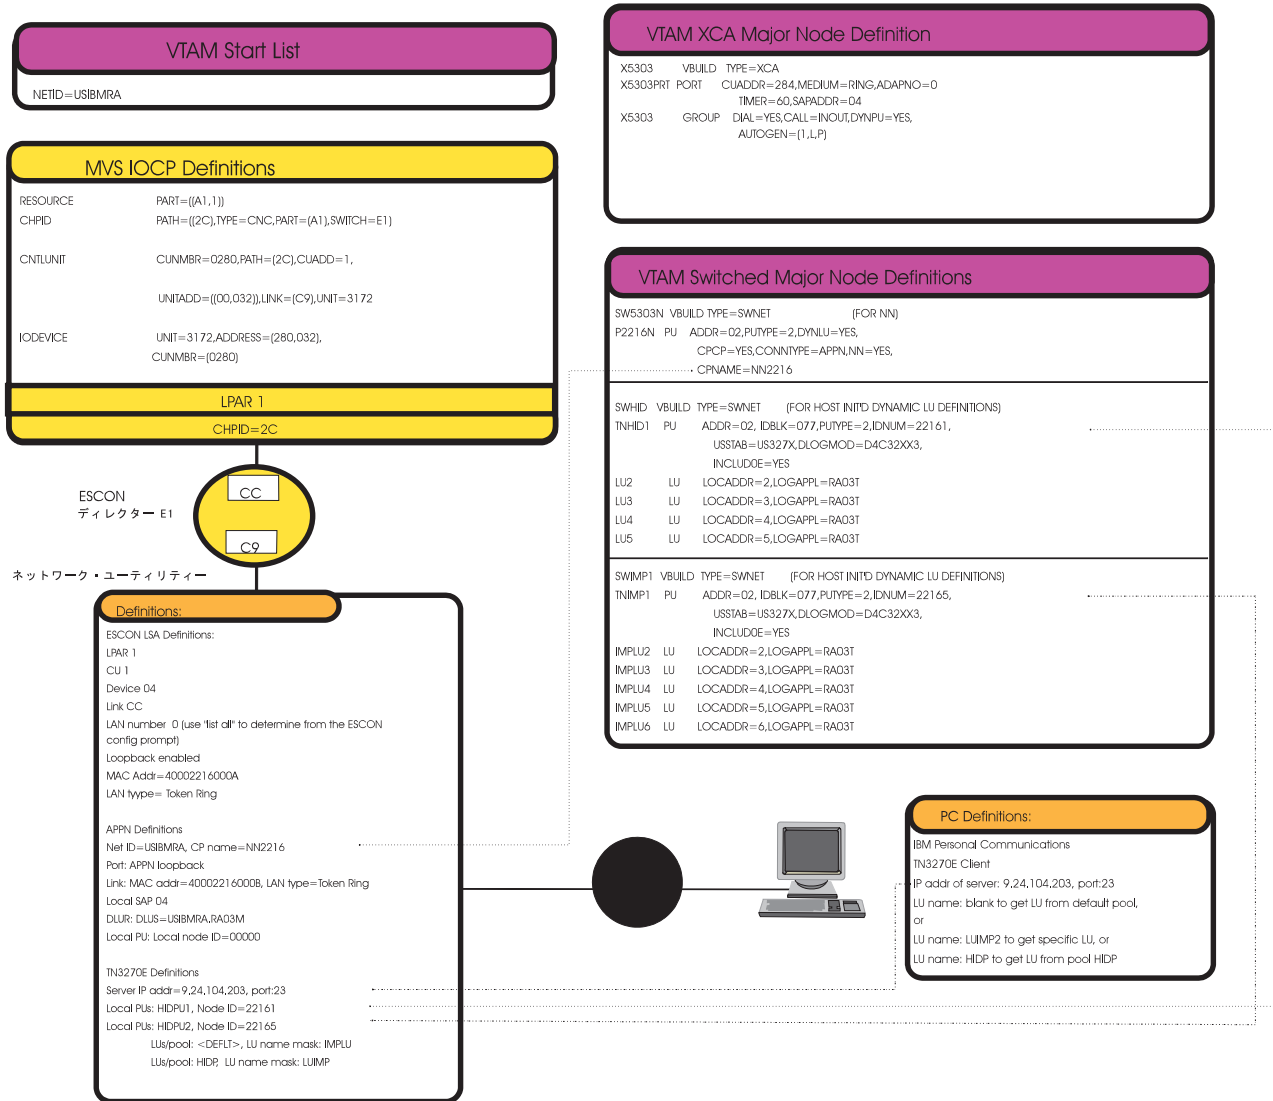 VTAM Start List
NETID=USIBMRA
MVS IOCP Definitions
RESOURCE PART=((A1,1))
CHPID PATH=((2C),TYPE=CNC,PART=(A1),SWITCH=E1)
CNTLUNIT CUNMBR=0280,PATH=(2C),CUADD=1,
UNITADD=((00,032)),LINK=(C9),UNIT=3172
IODEVICE UNIT=3172,ADDRESS=(280,032),
CUNMBR=(0280)
LPAR 1
CHPID=2C
ESCON
ディレクター E1
CC
C9
ネットワーク・ユーティリティー
Definitions:
ESCON LSA Definitions:
LPAR 1
CU 1
Device 04
Link CC
LAN number 0 (use "list all" to determine from the ESCON
config prompt)
Loopback enabled
MAC Addr=40002216000A
LAN tyype= Token Ring
APPN Definitions
Net ID=USIBMRA, CP name=NN2216
Port: APPN loopback
Link: MAC addr=40002216000B, LAN type=Token Ring
Local SAP 04
DLUR: DLUS=USIBMRA.RA03M
Local PU: Local node ID=00000
TN3270E Definitions
Server IP addr=9.24.104.203, port:23
Local PUs: HIDPU1, Node ID=22161
Local PUs: HIDPU2, Node ID=22165
LUs/pool: <DEFLT>, LU name mask: IMPLU
LUs/pool: HIDP, LU name mask: LUIMP
VTAM XCA Major Node Definition
X5303 VBUILD TYPE=XCA
X5303PRT PORT CUADDR=284,MEDIUM=RING,ADAPNO=0
TIMER=60,SAPADDR=04
X5303 GROUP DIAL=YES,CALL=INOUT,DYNPU=YES,
AUTOGEN=(1,L,P)
VTAM Switched Major Node Definitions
SW5303N VBUILD TYPE=SWNET (FOR NN)
P2216N PU ADDR=02,PUTYPE=2,DYNLU=YES,
CPCP=YES,CONNTYPE=APPN,NN=YES,
CPNAME=NN2216
SWHID VBUILD TYPE=SWNET (FOR HOST INIT'D DYNAMIC LU DEFINITIONS)
TNHID1 PU ADDR=02, IDBLK=077,PUTYPE=2,IDNUM=22161,
USSTAB=US327X,DLOGMOD=D4C32XX3,
INCLUD0E=YES
LU2 LU LOCADDR=2,LOGAPPL=RA03T
LU3 LU LOCADDR=3,LOGAPPL=RA03T
LU4 LU LOCADDR=4,LOGAPPL=RA03T
LU5 LU LOCADDR=5,LOGAPPL=RA03T
SWIMP1 VBUILD TYPE=SWNET (FOR HOST INIT'D DYNAMIC LU DEFINITIONS)
TNIMP1 PU ADDR=02, IDBLK=077,PUTYPE=2,IDNUM=22165,
USSTAB=US327X,DLOGMOD=D4C32XX3,
INCLUD0E=YES
IMPLU2 LU LOCADDR=2,LOGAPPL=RA03T
IMPLU3 LU LOCADDR=3,LOGAPPL=RA03T
IMPLU4 LU LOCADDR=4,LOGAPPL=RA03T
IMPLU5 LU LOCADDR=5,LOGAPPL=RA03T
IMPLU6 LU LOCADDR=6,LOGAPPL=RA03T
PC Definitions:
IBM Personal Communications
TN3270E Client
IP addr of server: 9.24.104.203, port:23
LU name: blank to get LU from default pool,
or
LU name: LUIMP2 to get specific LU, or
LU name: HIDP to get LU from pool HIDP